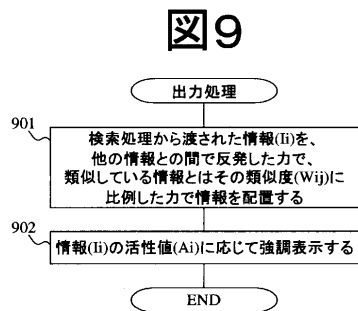 図9
出力処理
901
検索処理から渡された情報(Ii)を、
他の情報との間で反発した力で、
類似している情報とはその類似度(Wij)に
比例した力で情報を配置する
902
情報(Ii)の活性値(Ai)に応じて強調表示する
END